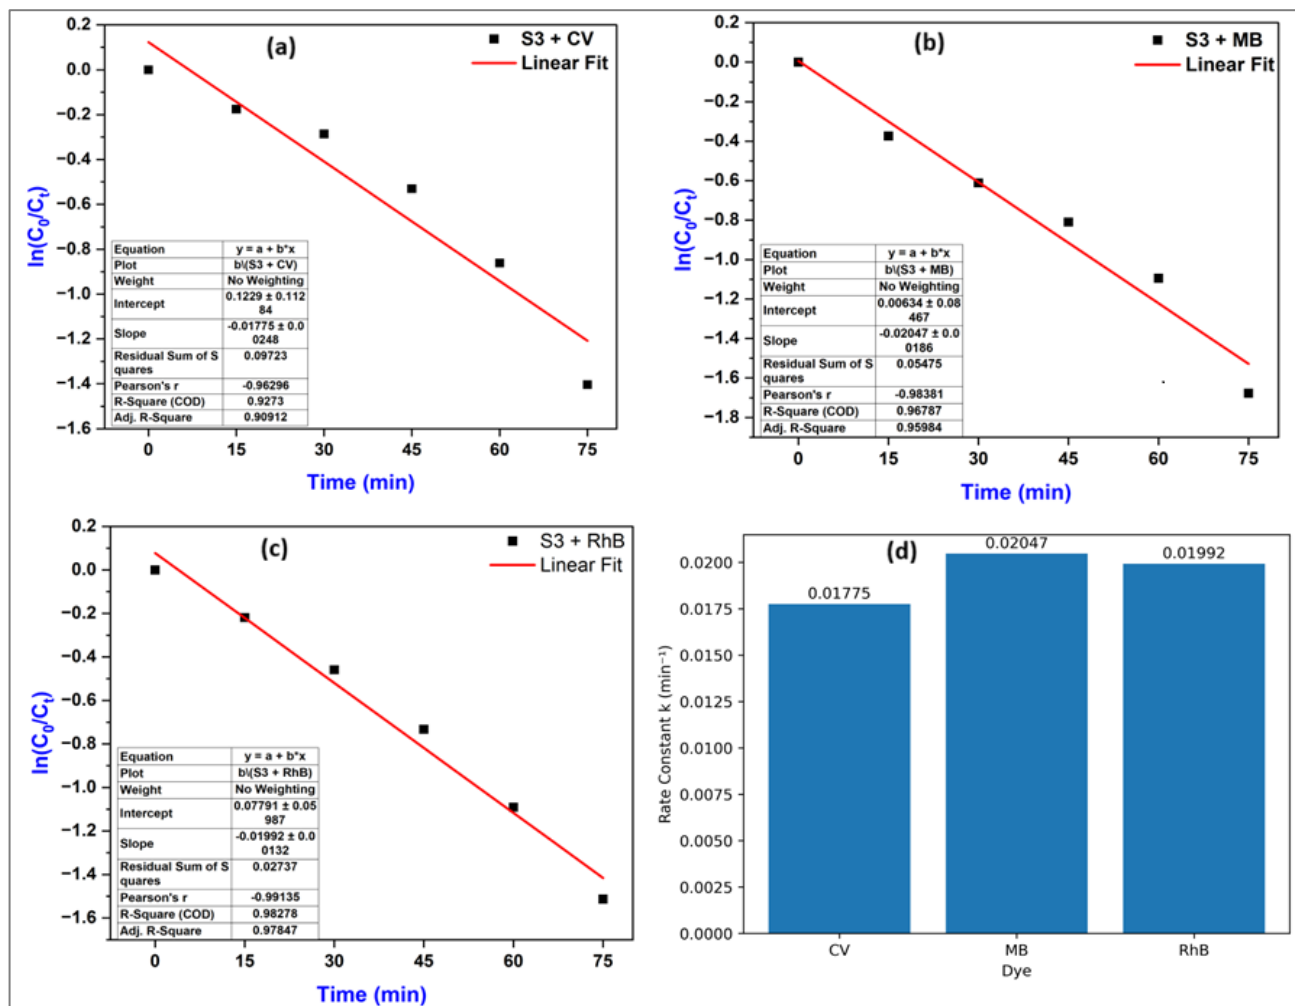 (a)
S3 + CV
Linear Fit
0.2
0.0
−0.2
−0.4
−0.6
−0.8
−1.0
−1.2
−1.4
−1.6
ln(C₀/Cₜ)
Equation y = a + b*x
Plot b\(S3 + CV)
Weight No Weighting
Intercept 0.1229 ± 0.112
84
Slope -0.01775 ± 0.0
0248
Residual Sum of S 0.09723
quares
Pearson's r -0.96296
R-Square (COD) 0.9273
Adj. R-Square 0.90912
0 15 30 45 60 75
Time (min)
(b)
S3 + MB
Linear Fit
0.2
0.0
−0.2
−0.4
−0.6
−0.8
−1.0
−1.2
−1.4
−1.6
−1.8
ln(C₀/Cₜ)
Equation y = a + b*x
Plot b\(S3 + MB)
Weight No Weighting
Intercept 0.00634 ± 0.08
467
Slope -0.02047 ± 0.0
0186
Residual Sum of S 0.05475
quares
Pearson's r -0.98381
R-Square (COD) 0.96787
Adj. R-Square 0.95984
0 15 30 45 60 75
Time (min)
(c)
S3 + RhB
Linear Fit
0.2
0.0
−0.2
−0.4
−0.6
−0.8
−1.0
−1.2
−1.4
−1.6
ln(C₀/Cₜ)
Equation y = a + b*x
Plot b\(S3 + RhB)
Weight No Weighting
Intercept 0.07791 ± 0.05
987
Slope -0.01992 ± 0.0
0132
Residual Sum of S 0.02737
quares
Pearson's r -0.99135
R-Square (COD) 0.98278
Adj. R-Square 0.97847
0 15 30 45 60 75
Time (min)
(d)
0.01775
0.02047
0.01992
0.0200
0.0175
0.0150
0.0125
0.0100
0.0075
0.0050
0.0025
0.0000
Rate Constant k (min⁻¹)
CV MB RhB
Dye